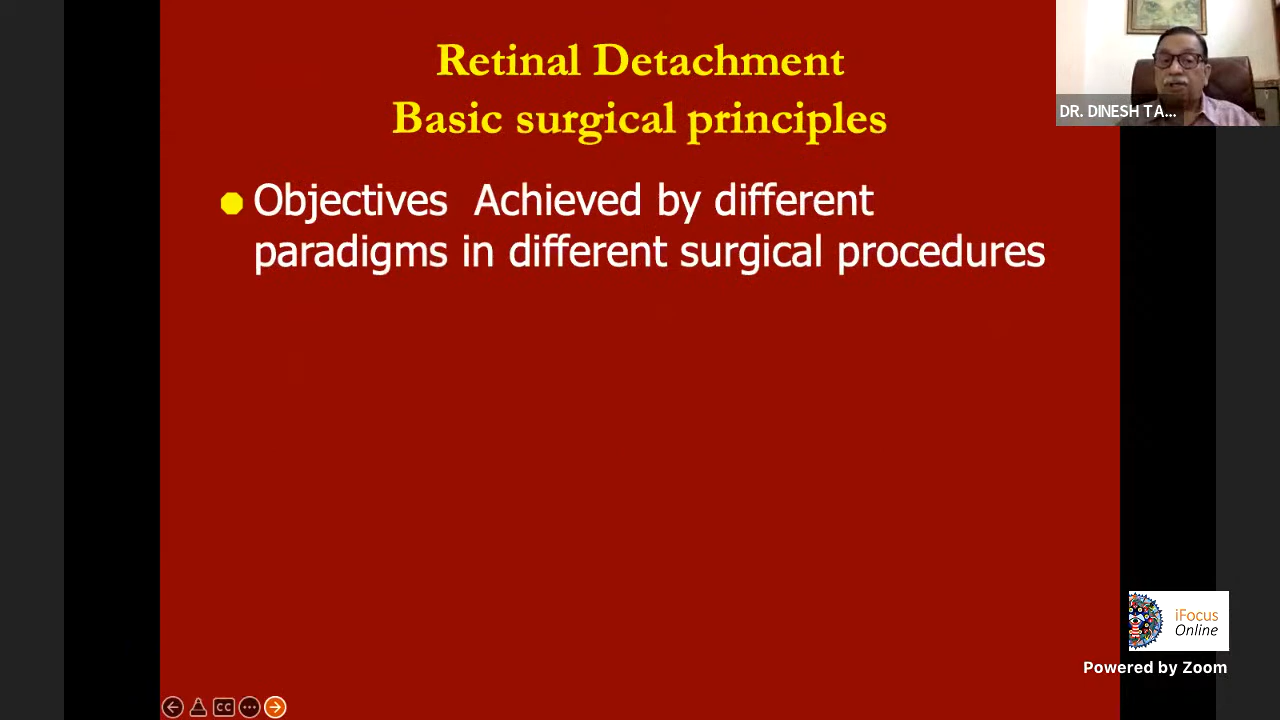 Retinal Detachment
Basic surgical principles
Objectives Achieved by different
paradigms in different surgical procedures
DR. DINESH TA...
iFocus
Online
Powered by Zoom
CC